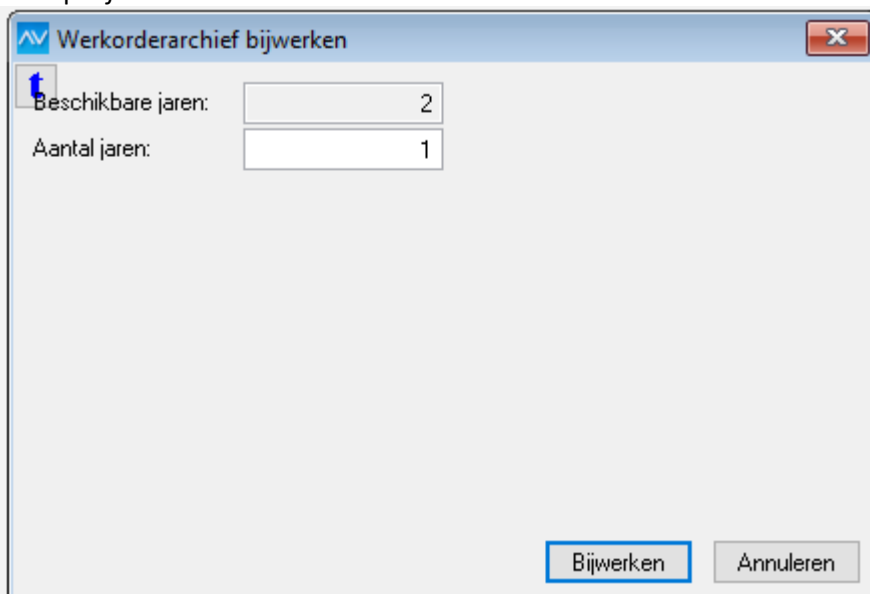 Werkorderarchief bijwerken
t
Beschikbare jaren: 2
Aantal jaren: 1
Bijwerken Annuleren